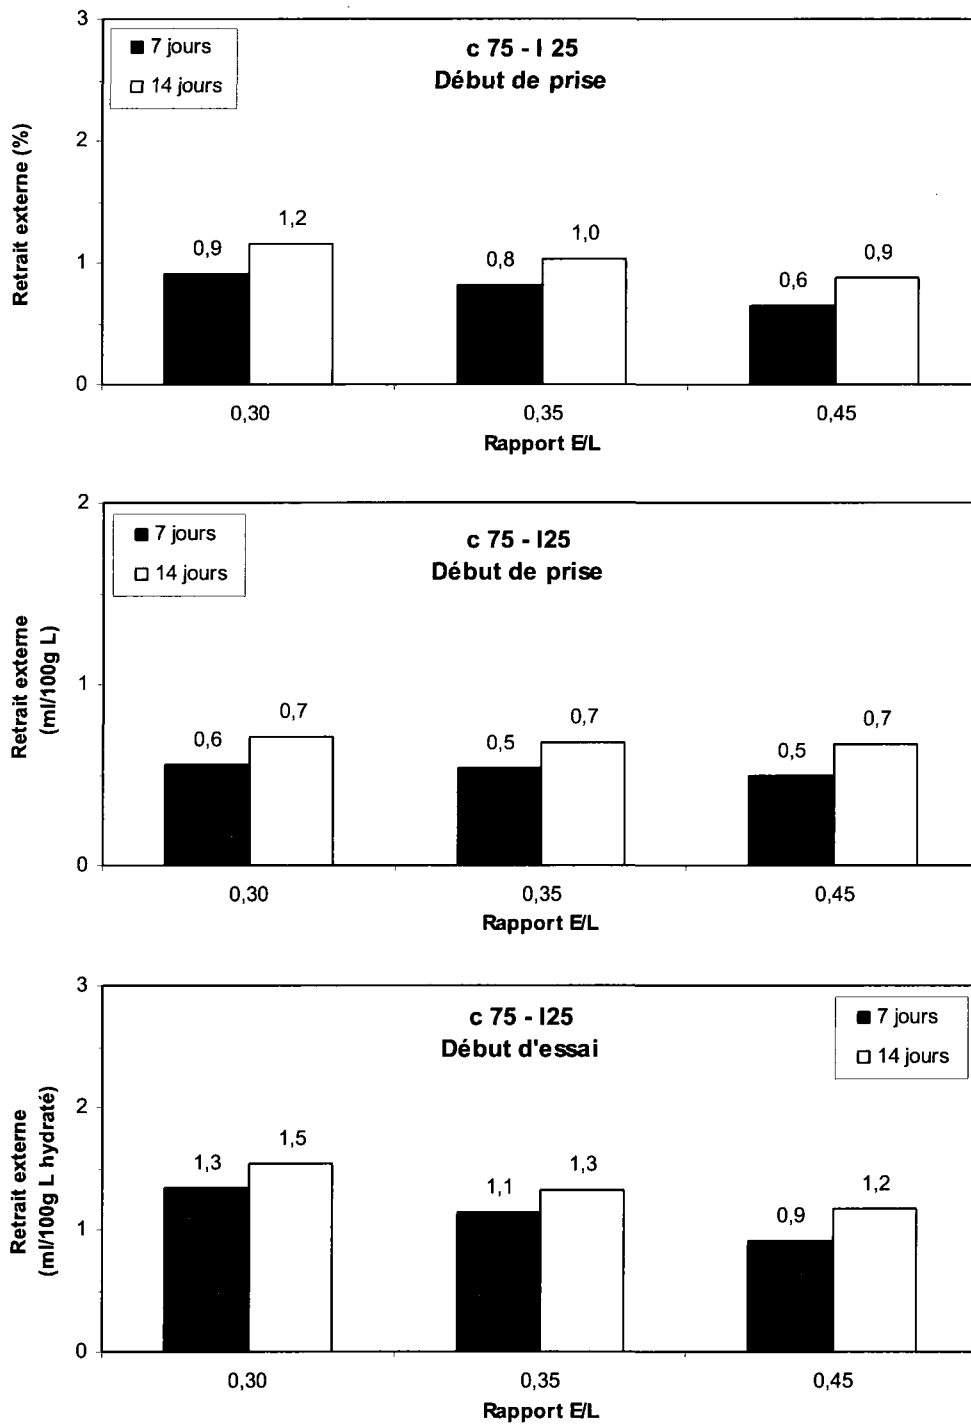 3
7 jours
14 jours
c 75 - l 25
Début de prise
Retrait externe (%)
2
1
0
0,9
1,2
0,8
1,0
0,6
0,9
0,30
0,35
0,45
Rapport E/L
2
7 jours
14 jours
c 75 - l25
Début de prise
Retrait externe
(ml/100g L)
1
0
0,6
0,7
0,5
0,7
0,5
0,7
0,30
0,35
0,45
Rapport E/L
3
c 75 - l25
Début d'essai
7 jours
14 jours
Retrait externe
(ml/100g L hydraté)
2
1
0
1,3
1,5
1,1
1,3
0,9
1,2
0,30
0,35
0,45
Rapport E/L